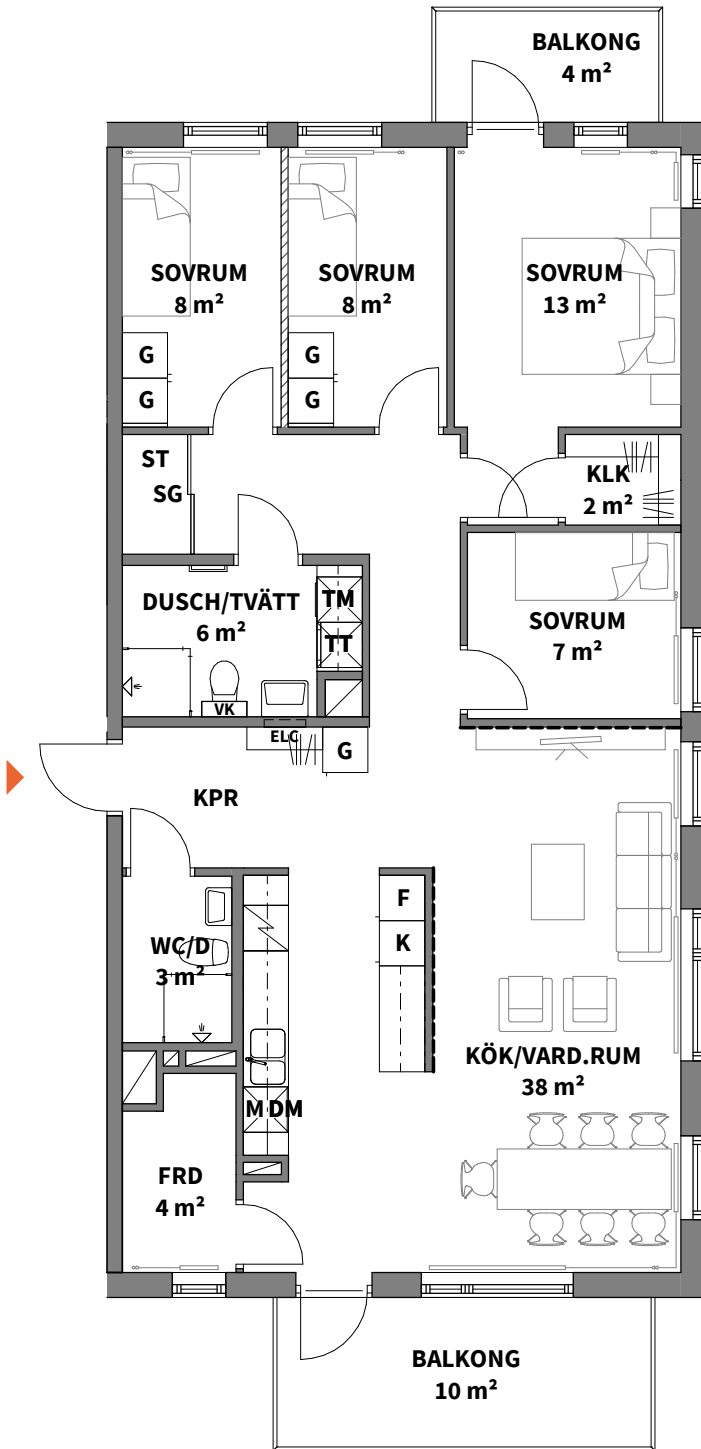 BALKONG
4 m²
SOVRUM
8 m²
SOVRUM
8 m²
SOVRUM
13 m²
G
G
G
G
ST
SG
KLK
2 m²
DUSCH/TVÄTT
6 m²
TM
TT
SOVRUM
7 m²
VK
ELC
G
KPR
F
K
WC/D
3 m²
KÖK/VARD.RUM
38 m²
M DM
FRD
4 m²
BALKONG
10 m²